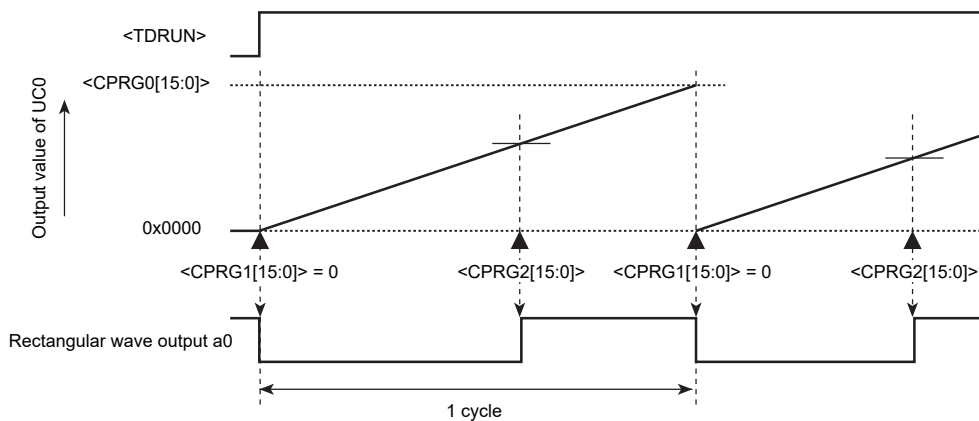 <TDRUN>
<CPRG0[15:0]>
Output value of UC0
0x0000
<CPRG1[15:0]> = 0
<CPRG2[15:0]>
<CPRG1[15:0]> = 0
<CPRG2[15:0]>
Rectangular wave output a0
1 cycle